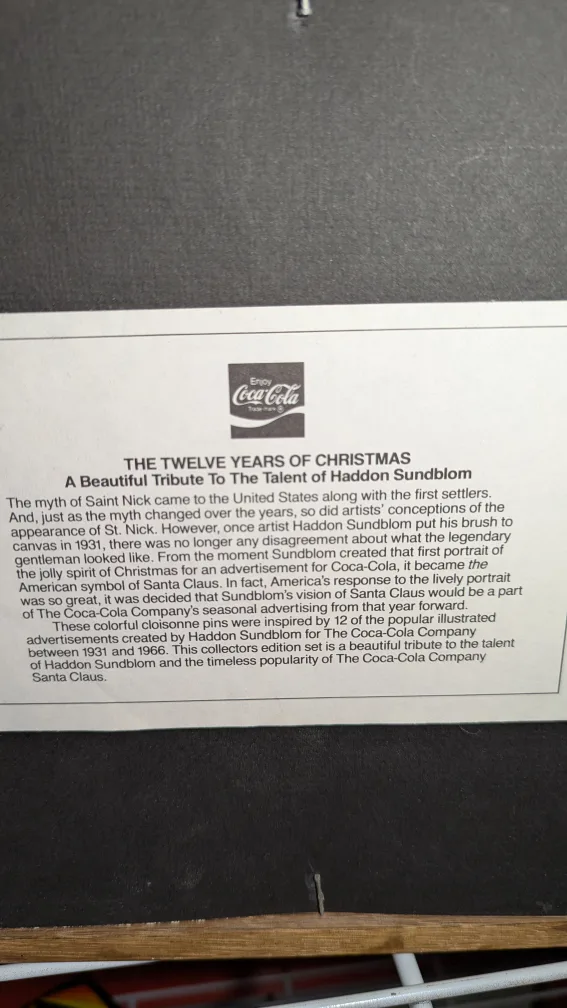 Enjoy
Coca-Cola
Trade-mark ®
THE TWELVE YEARS OF CHRISTMAS
A Beautiful Tribute To The Talent of Haddon Sundblom
The myth of Saint Nick came to the United States along with the first settlers.
And, just as the myth changed over the years, so did artists' conceptions of the
appearance of St. Nick. However, once artist Haddon Sundblom put his brush to
canvas in 1931, there was no longer any disagreement about what the legendary
gentleman looked like. From the moment Sundblom created that first portrait of
the jolly spirit of Christmas for an advertisement for Coca-Cola, it became the
American symbol of Santa Claus. In fact, America's response to the lively portrait
was so great, it was decided that Sundblom's vision of Santa Claus would be a part
of The Coca-Cola Company's seasonal advertising from that year forward.
These colorful cloisonne pins were inspired by 12 of the popular illustrated
advertisements created by Haddon Sundblom for The Coca-Cola Company
between 1931 and 1966. This collectors edition set is a beautiful tribute to the talent
of Haddon Sundblom and the timeless popularity of The Coca-Cola Company
Santa Claus.